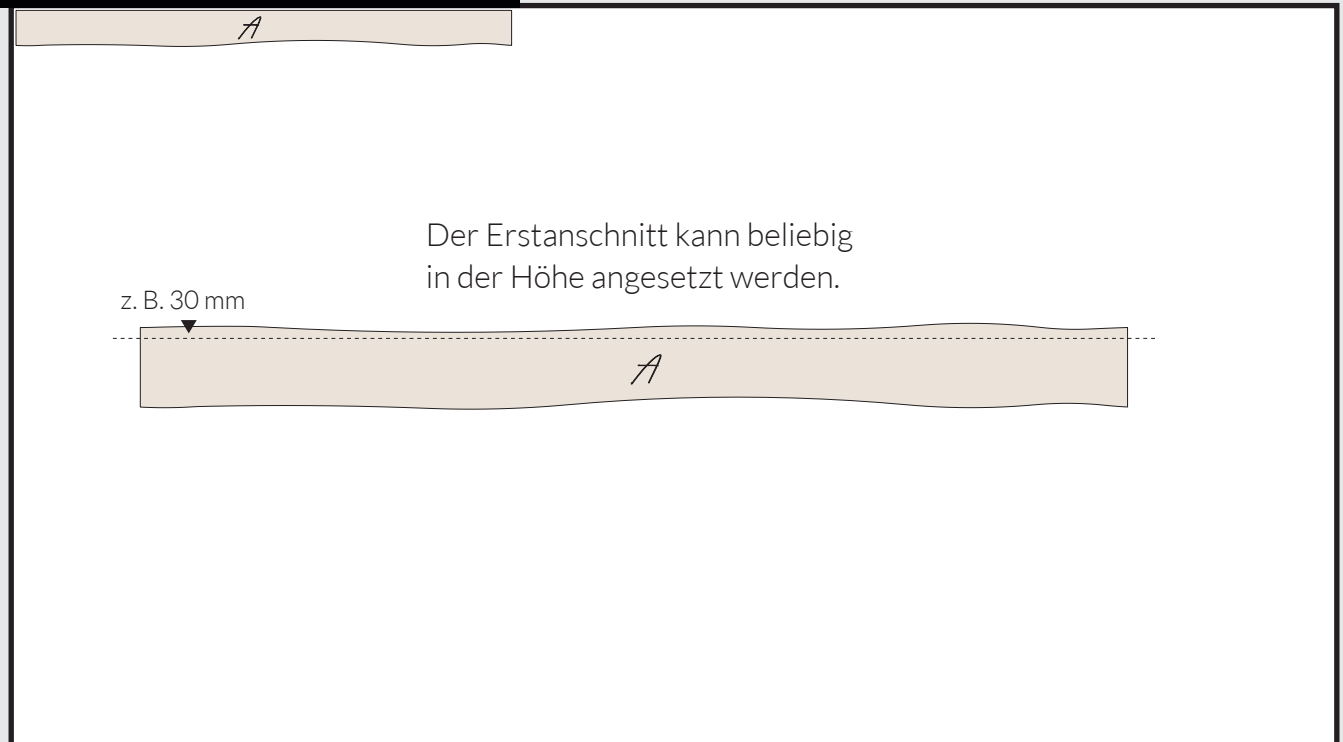 A
Der Erstanschnitt kann beliebig
in der Höhe angesetzt werden.
z. B. 30 mm
A